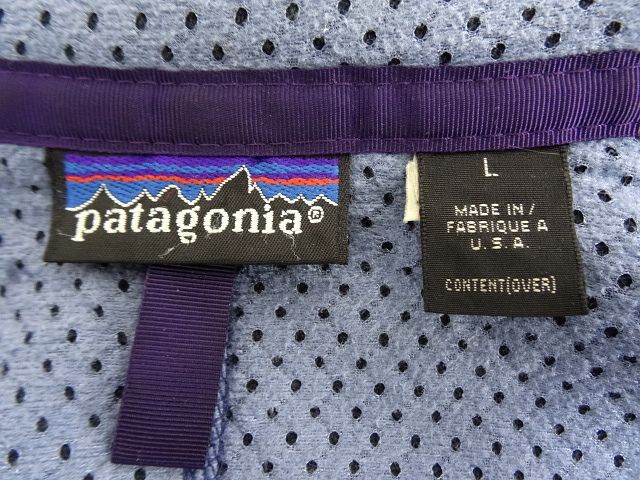 patagonia®
L
MADE IN/
FABRIQUE A
U.S.A.
CONTENT(OVER)